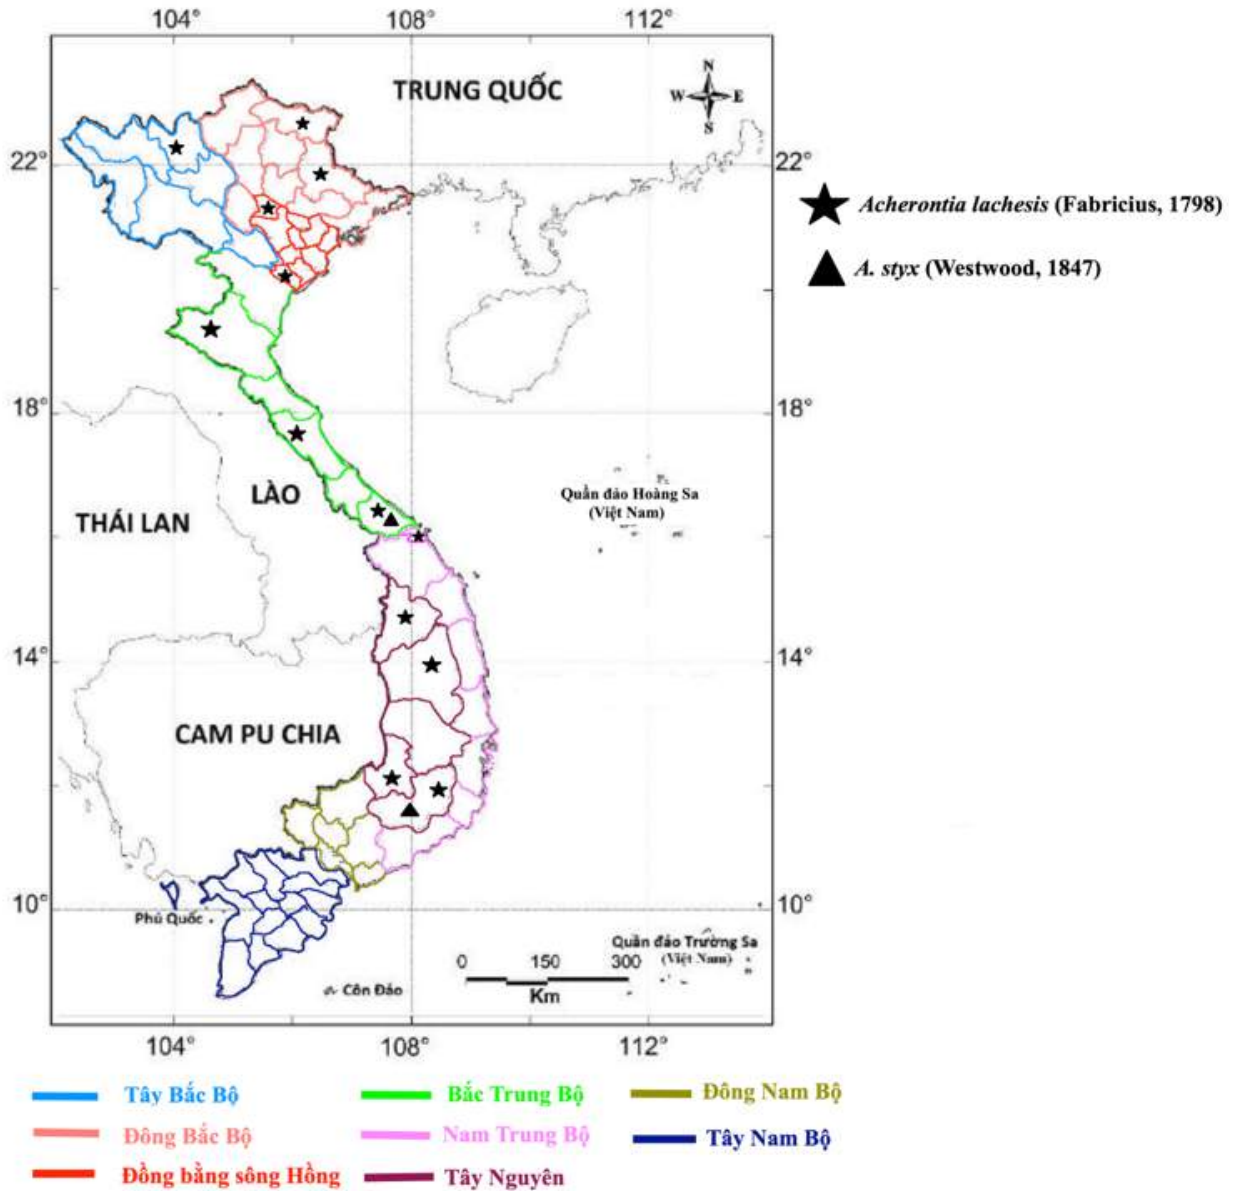 104° 108° 112°
TRUNG QUỐC
N
W E
S
22° 22°
Acherontia lachesis (Fabricius, 1798)
A. styx (Westwood, 1847)
18° 18°
LÀO
THÁI LAN
Quần đảo Hoàng Sa
(Việt Nam)
14° 14°
CAM PU CHIA
10° 10°
Phú Quốc
Quần đảo Trường Sa
(Việt Nam)
0 150 300
Km
Côn Đảo
104° 108° 112°
Tây Bắc Bộ Bắc Trung Bộ Đông Nam Bộ
Đông Bắc Bộ Nam Trung Bộ Tây Nam Bộ
Đồng bằng sông Hồng Tây Nguyên